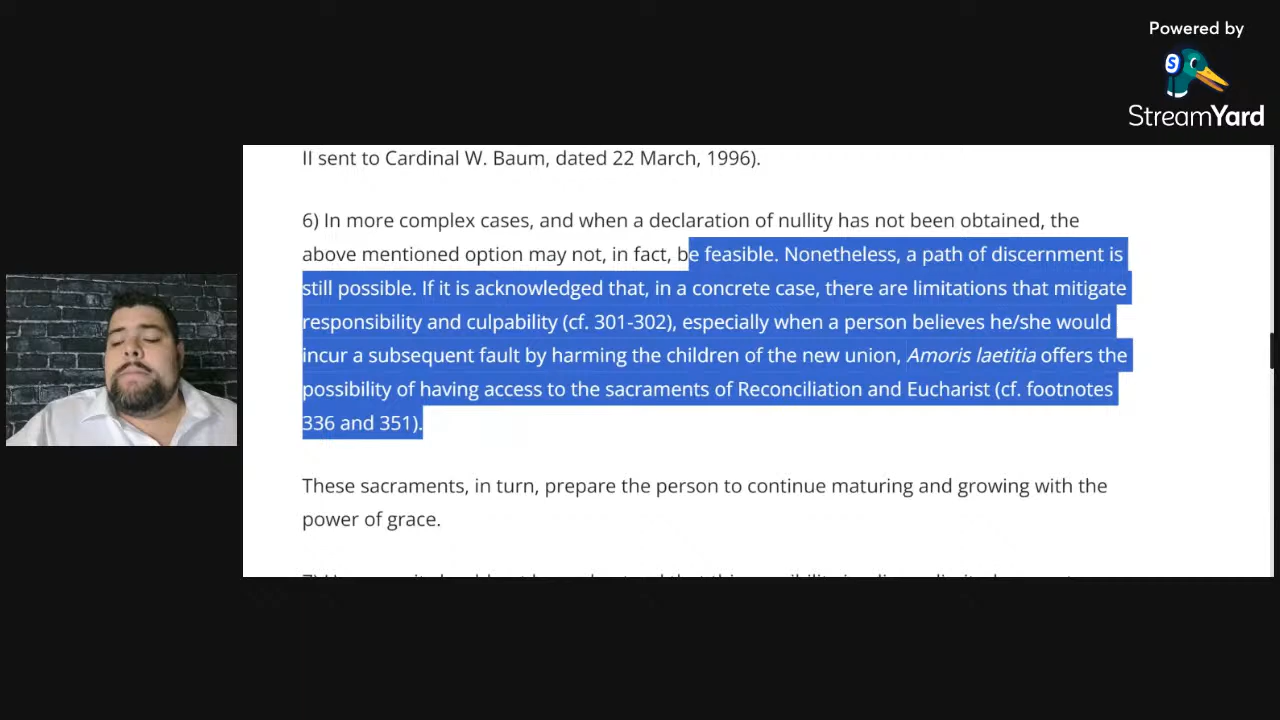 Powered by
StreamYard
II sent to Cardinal W. Baum, dated 22 March, 1996).
6) In more complex cases, and when a declaration of nullity has not been obtained, the
above mentioned option may not, in fact, be feasible. Nonetheless, a path of discernment is
still possible. If it is acknowledged that, in a concrete case, there are limitations that mitigate
responsibility and culpability (cf. 301-302), especially when a person believes he/she would
incur a subsequent fault by harming the children of the new union, Amoris laetitia offers the
possibility of having access to the sacraments of Reconciliation and Eucharist (cf. footnotes
336 and 351).
These sacraments, in turn, prepare the person to continue maturing and growing with the
power of grace.